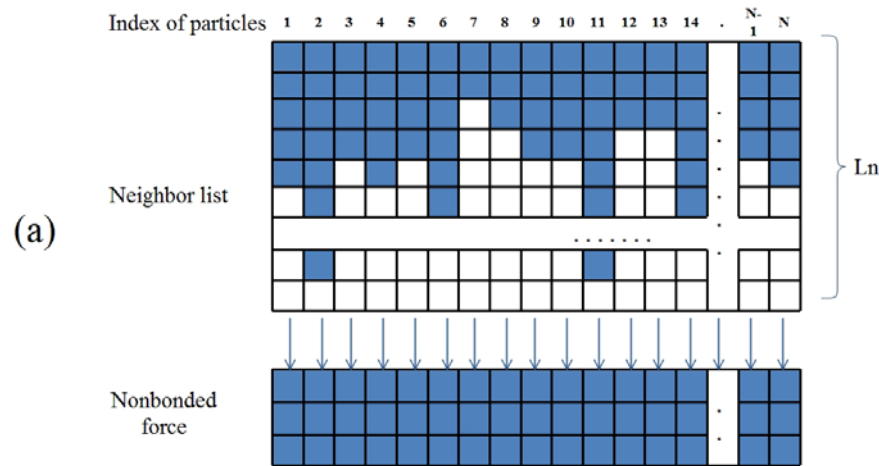 Index of particles 1 2 3 4 5 6 7 8 9 10 11 12 13 14 . N-1 N
Neighbor list
Ln
(a)
.......
Nonbonded
force